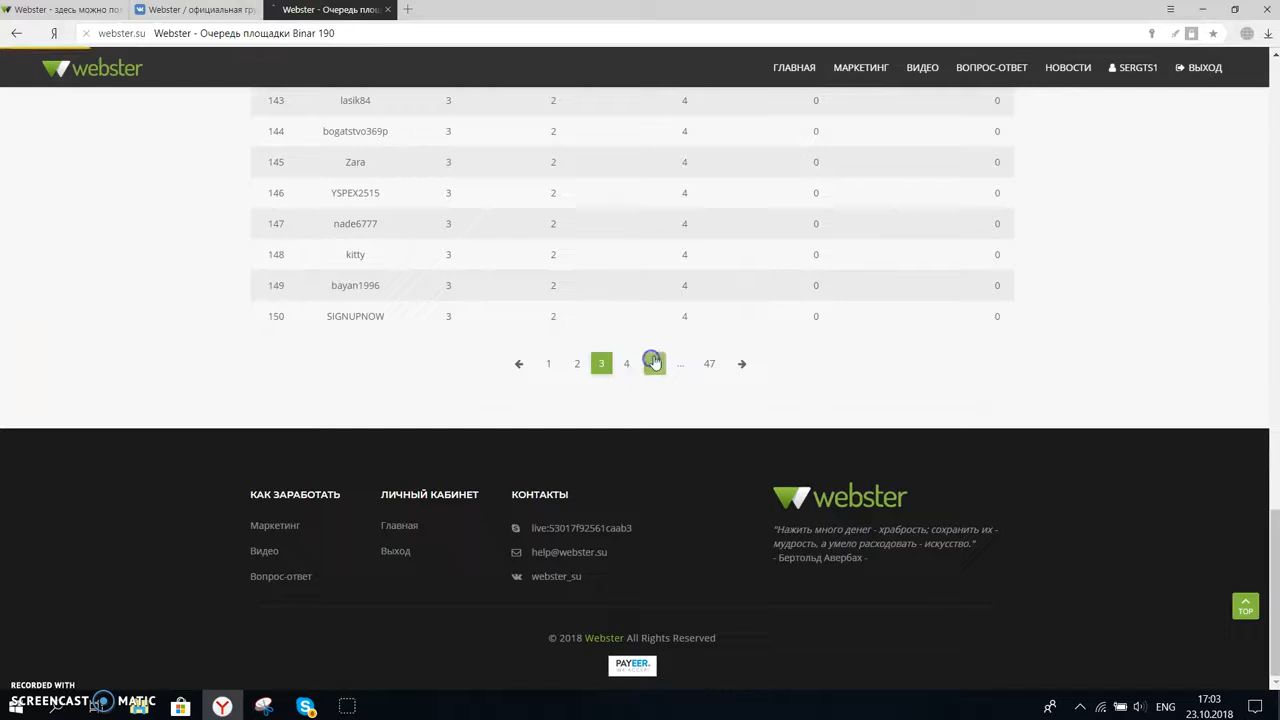 Webster - здесь можно пол
Webster / официальная гру
Webster - Очередь площ
webster.su Webster - Очередь площадки Binar 190
webster
ГЛАВНАЯ МАРКЕТИНГ ВИДЕО ВОПРОС-ОТВЕТ НОВОСТИ SERGTS1 ВЫХОД
143 lasik84 3 2 4 0 0
144 bogatstvo369p 3 2 4 0 0
145 Zara 3 2 4 0 0
146 YSPEX2515 3 2 4 0 0
147 nade6777 3 2 4 0 0
148 kitty 3 2 4 0 0
149 bayan1996 3 2 4 0 0
150 SIGNUPNOW 3 2 4 0 0
1 2 3 4 ... 47
КАК ЗАРАБОТАТЬ
Маркетинг
Видео
Вопрос-ответ
ЛИЧНЫЙ КАБИНЕТ
Главная
Выход
КОНТАКТЫ
live:53017f92561caab3
help@webster.su
webster_su
webster
"Нажить много денег - храбрость; сохранить их -
мудрость, а умело расходовать - искусство."
- Бертольд Авербах -
TOP
© 2018 Webster All Rights Reserved
PAYEER
WE ACCEPT
RECORDED WITH
SCREENCAST MATIC
ENG
17:03
23.10.2018